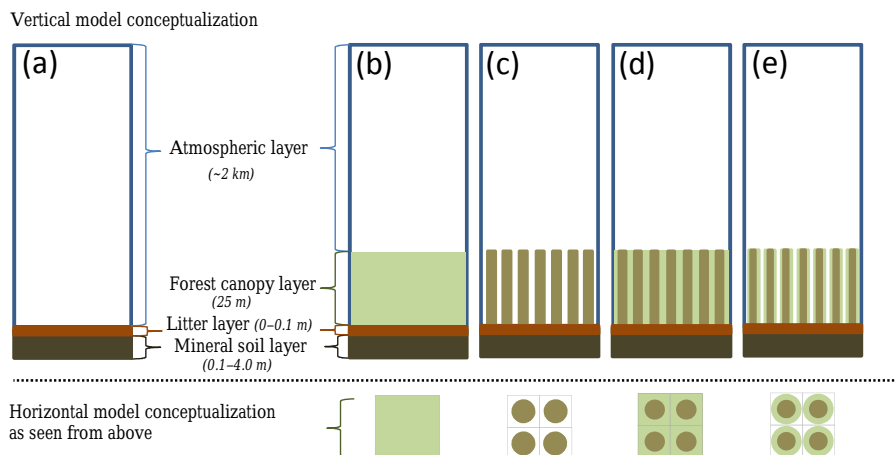 Vertical model conceptualization
(a)
(b)
(c)
(d)
(e)
Atmospheric layer
(~2 km)
Forest canopy layer
(25 m)
Litter layer (0–0.1 m)
Mineral soil layer
(0.1–4.0 m)
Horizontal model conceptualization
as seen from above